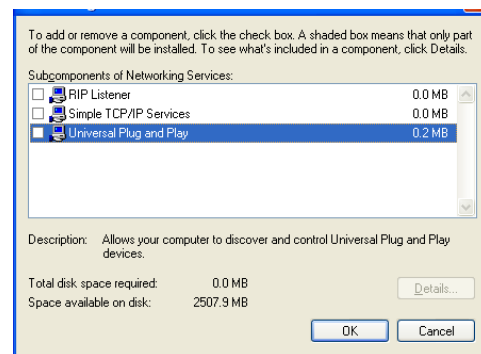 To add or remove a component, click the check box. A shaded box means that only part
of the component will be installed. To see what's included in a component, click Details.
Subcomponents of Networking Services:
RIP Listener 0.0 MB
Simple TCP/IP Services 0.0 MB
Universal Plug and Play 0.2 MB
Description: Allows your computer to discover and control Universal Plug and Play
devices.
Total disk space required: 0.0 MB
Details...
Space available on disk: 2507.9 MB
OK Cancel